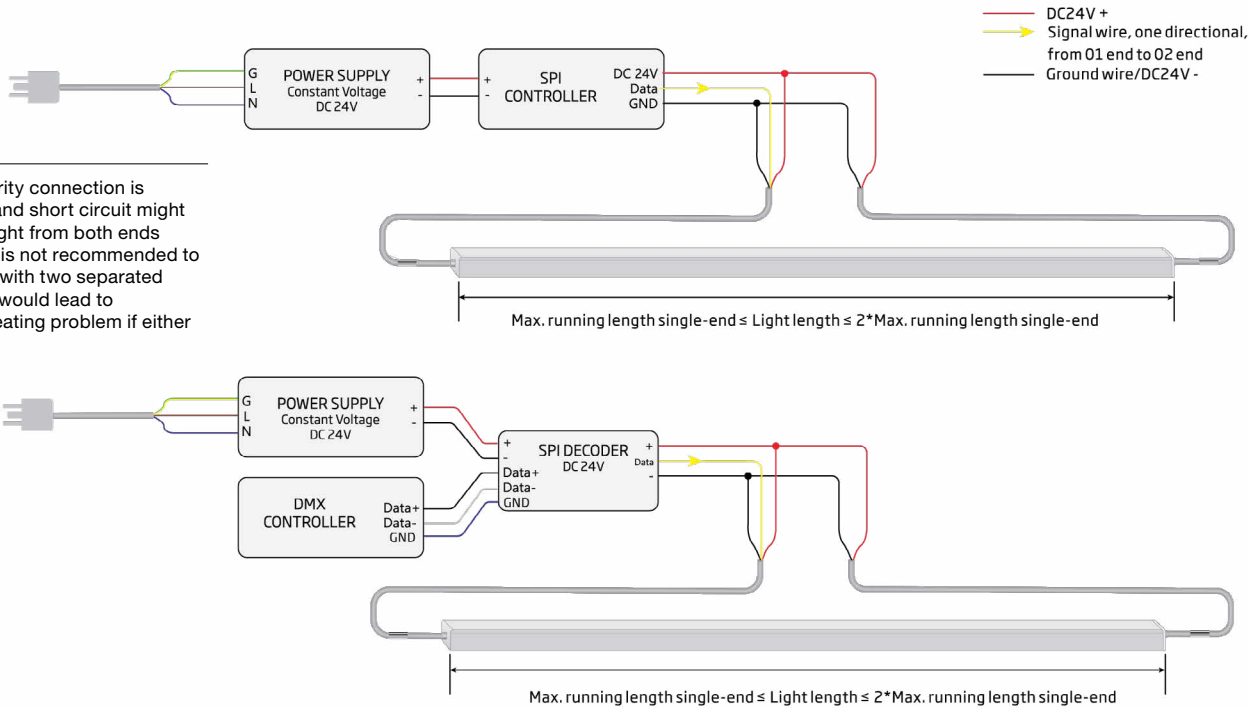 DC24V +
Signal wire, one directional,
from 01 end to 02 end
Ground wire/DC24V -
G
L
N
POWER SUPPLY
Constant Voltage
DC 24V
+
-
+
-
SPI
CONTROLLER
DC 24V
Data
GND
rity connection is
and short circuit might
ght from both ends
is not recommended to
with two separated
would lead to
eating problem if either
Max. running length single-end ≤ Light length ≤ 2*Max. running length single-end
G
L
N
POWER SUPPLY
Constant Voltage
DC 24V
+
-
DMX
CONTROLLER
Data+
Data-
GND
+
-
Data+
Data-
GND
SPI DECODER
DC 24V
+
Data
-
Max. running length single-end ≤ Light length ≤ 2*Max. running length single-end